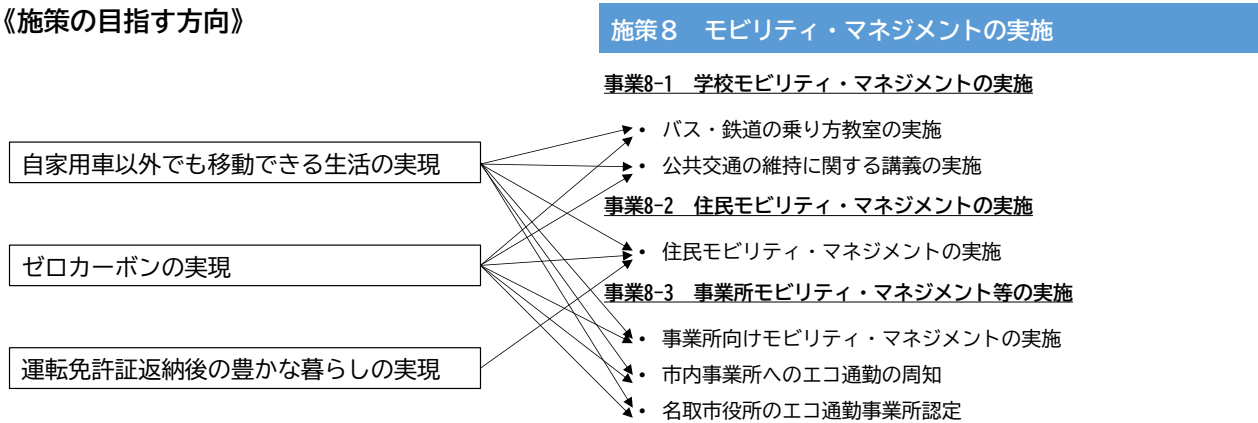 《施策の目指す方向》
施策８　モビリティ・マネジメントの実施
事業8-1　学校モビリティ・マネジメントの実施
• バス・鉄道の乗り方教室の実施
自家用車以外でも移動できる生活の実現
• 公共交通の維持に関する講義の実施
事業8-2　住民モビリティ・マネジメントの実施
• 住民モビリティ・マネジメントの実施
ゼロカーボンの実現
事業8-3　事業所モビリティ・マネジメント等の実施
• 事業所向けモビリティ・マネジメントの実施
運転免許証返納後の豊かな暮らしの実現
• 市内事業所へのエコ通勤の周知
• 名取市役所のエコ通勤事業所認定